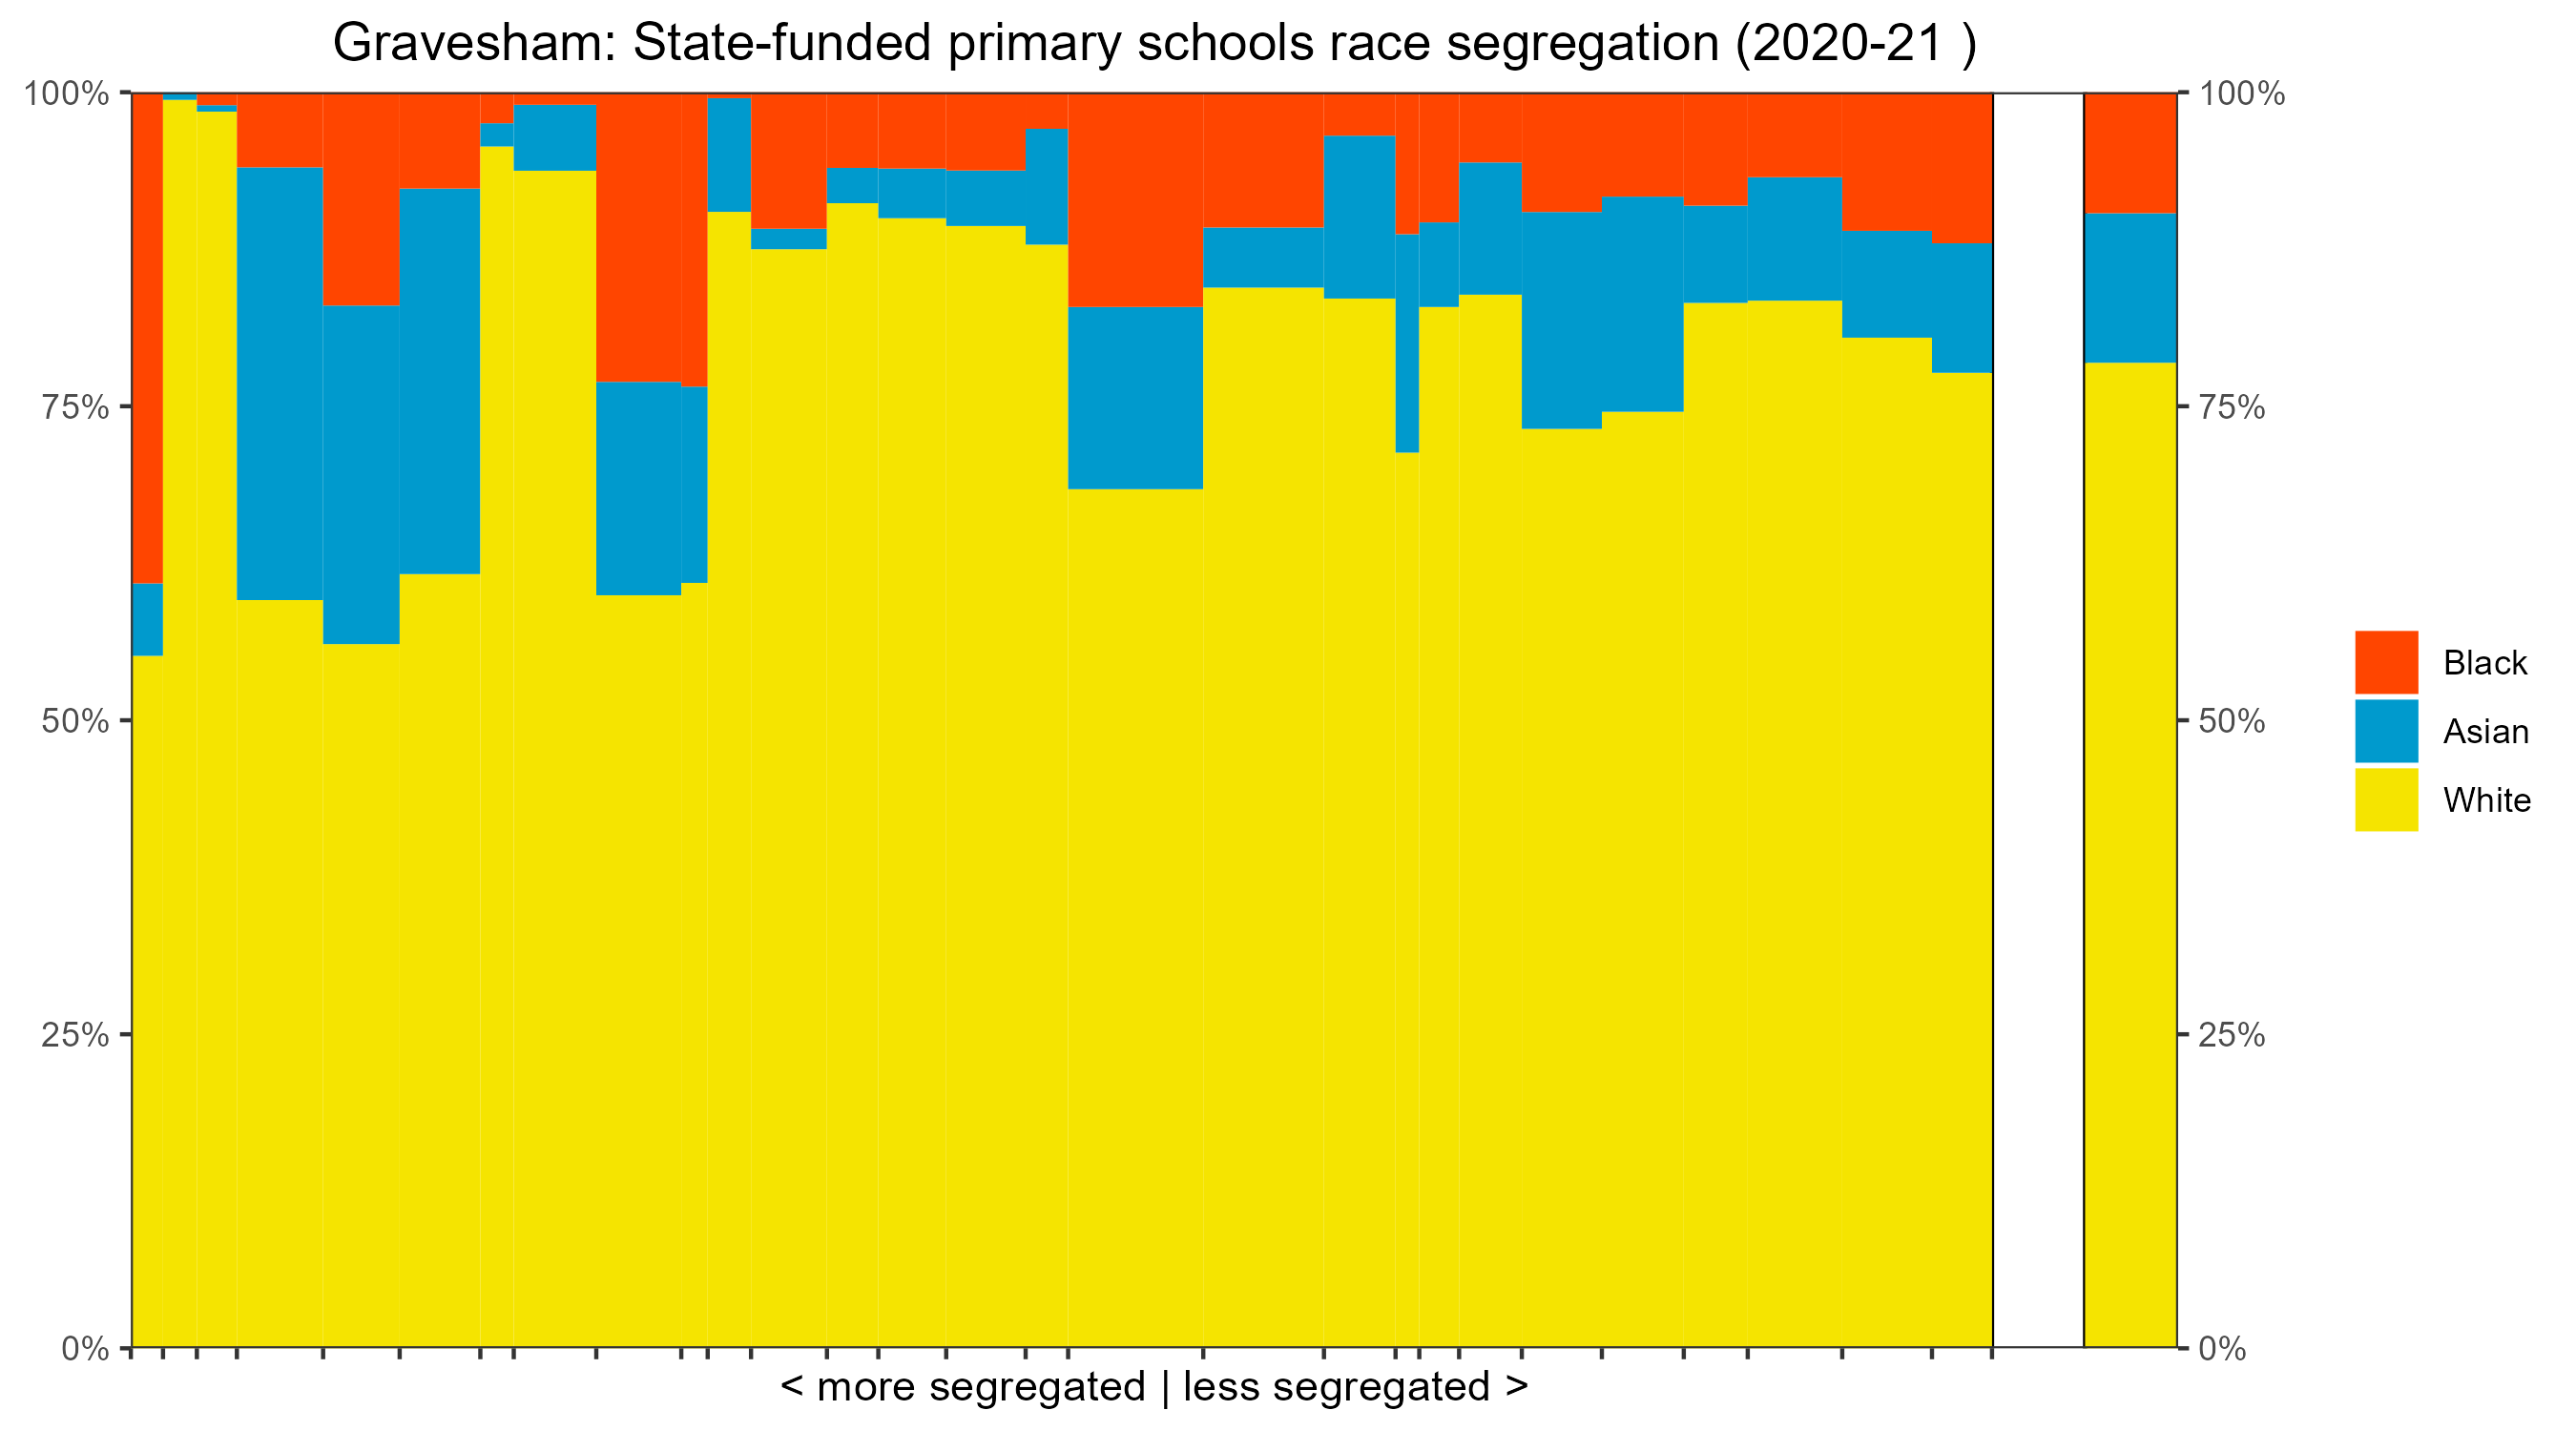 Gravesham: State-funded primary schools race segregation (2020-21 )
100%
75%
50%
25%
0%
100%
75%
50%
25%
0%
Black
Asian
White
< more segregated | less segregated >